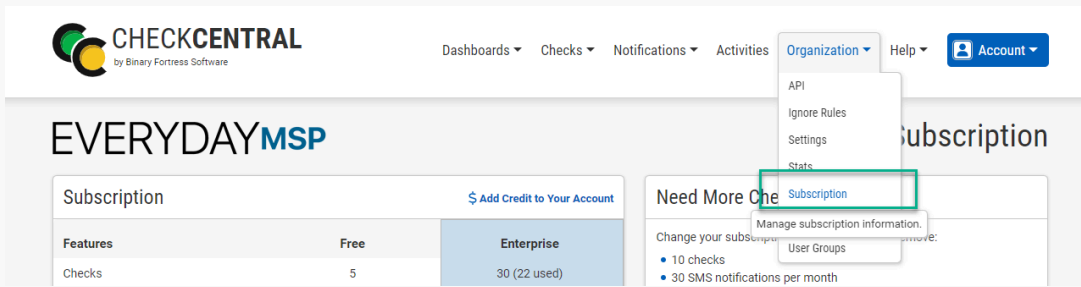 CHECKCENTRAL
by Binary Fortress Software
Dashboards Checks Notifications Activities Organization Help Account
API
Ignore Rules
Settings
Stats
Subscription
Manage subscription information.
User Groups
EVERYDAYMSP
Subscription
Subscription
$ Add Credit to Your Account
Features Free Enterprise
Checks 5 30 (22 used)
Need More Che
Change your subscrip
10 checks
30 SMS notifications per month